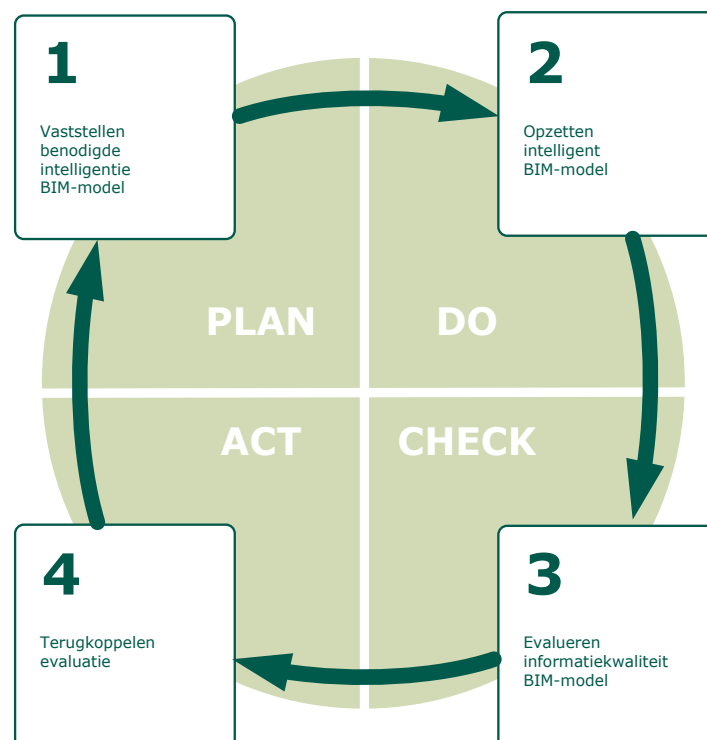 1
Vaststellen
benodigde
intelligentie
BIM-model
2
Opzetten
intelligent
BIM-model
PLAN
DO
ACT
CHECK
4
Terugkoppelen
evaluatie
3
Evalueren
informatiekwaliteit
BIM-model